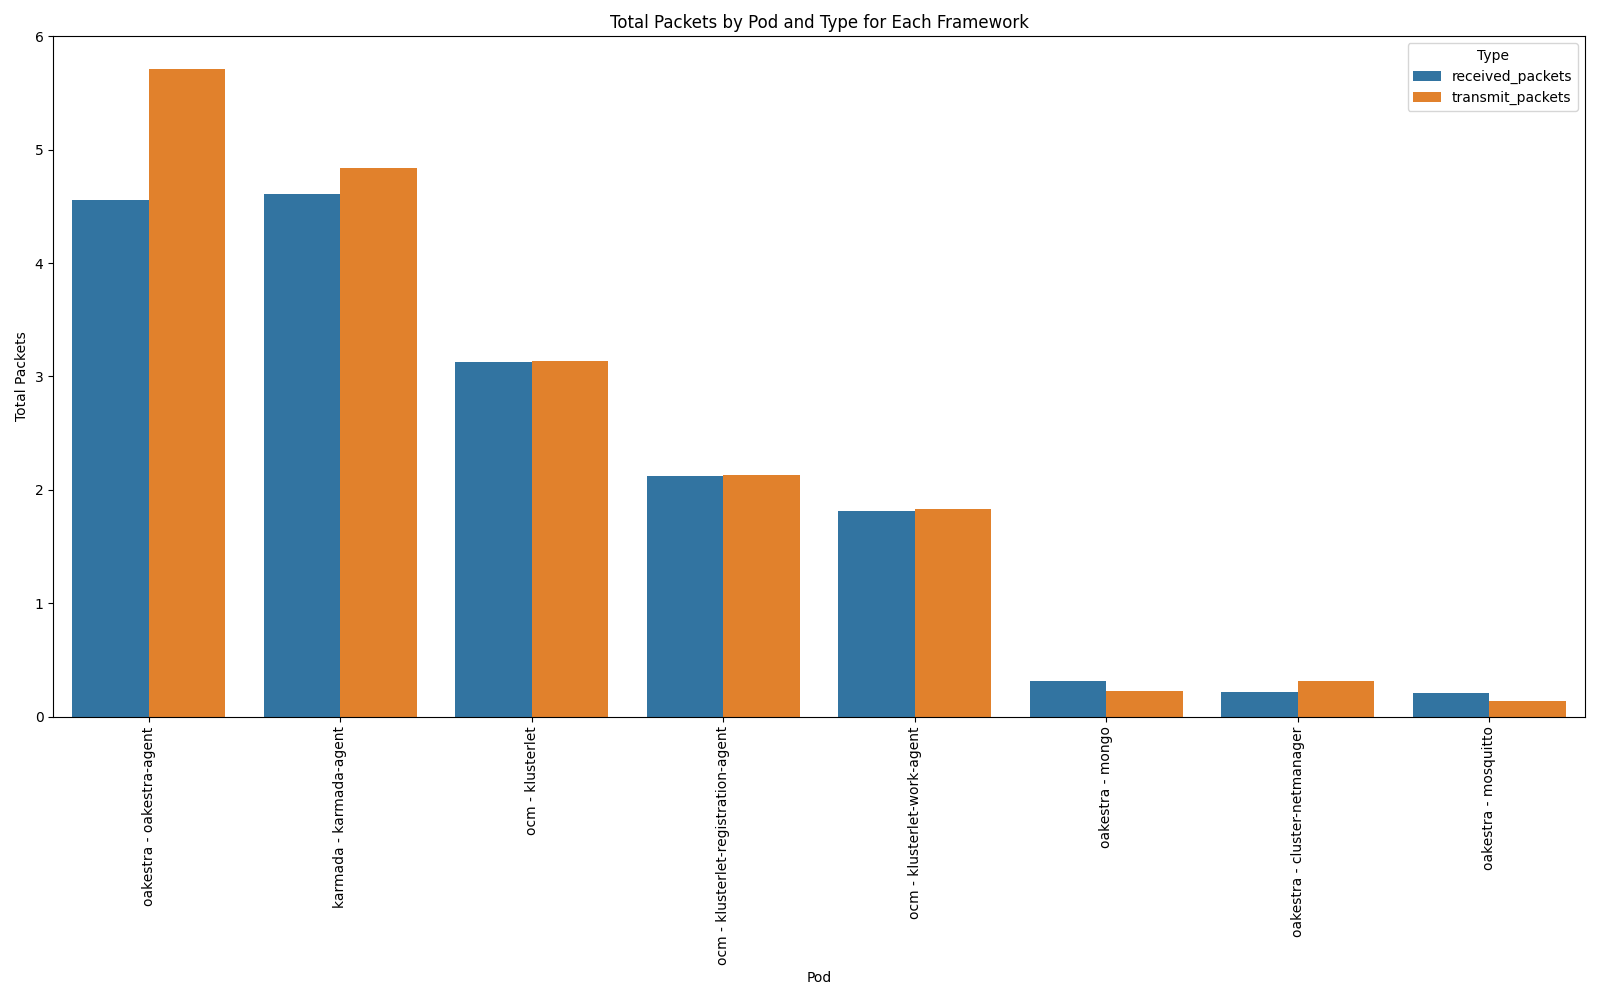 Total Packets by Pod and Type for Each Framework
Type
received_packets
transmit_packets
Total Packets
6
5
4
3
2
1
0
oakestra - oakestra-agent
karmada - karmada-agent
ocm - klusterlet
ocm - klusterlet-registration-agent
ocm - klusterlet-work-agent
oakestra - mongo
oakestra - cluster-netmanager
oakestra - mosquitto
Pod